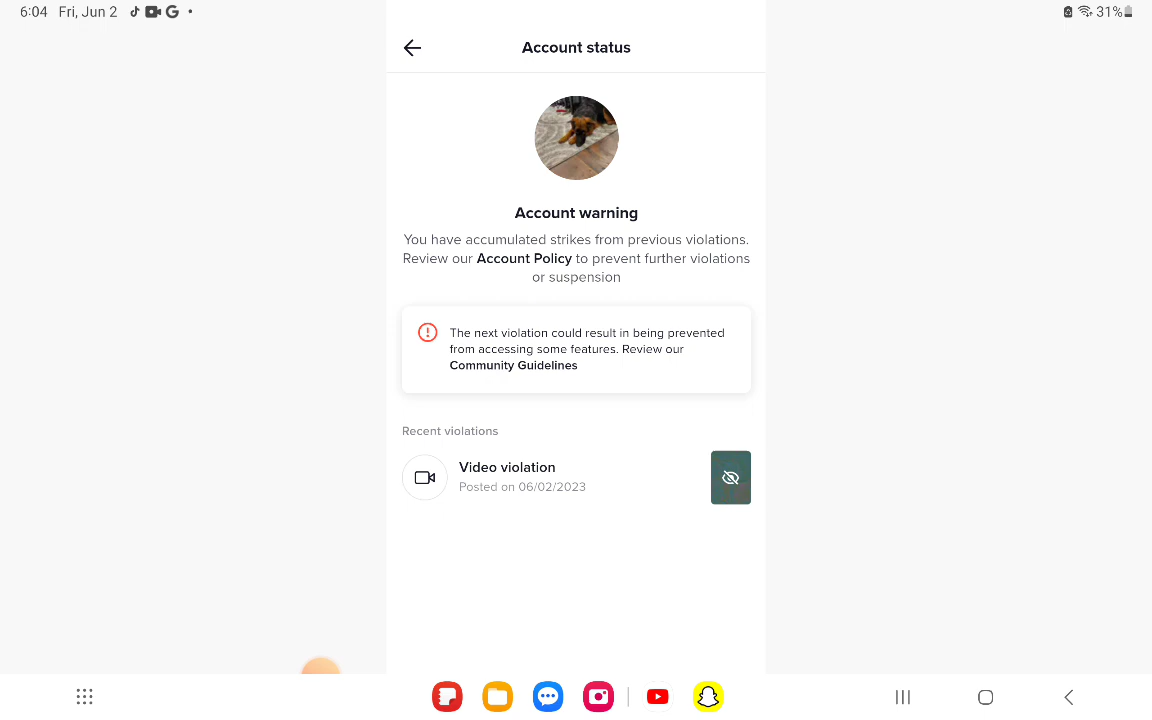 6:04 Fri, Jun 2
31%
Account status
Account warning
You have accumulated strikes from previous violations.
Review our Account Policy to prevent further violations
or suspension
The next violation could result in being prevented
from accessing some features. Review our
Community Guidelines
Recent violations
Video violation
Posted on 06/02/2023